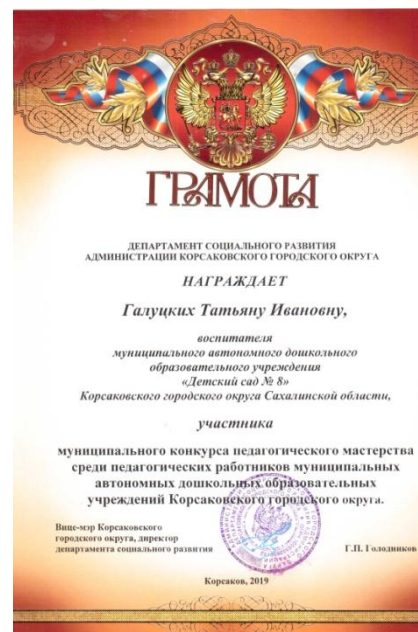 ГРАМОТА
ДЕПАРТАМЕНТ СОЦИАЛЬНОГО РАЗВИТИЯ
АДМИНИСТРАЦИИ КОРСАКОВСКОГО ГОРОДСКОГО ОКРУГА
НАГРАЖДАЕТ
Галуцких Татьяну Ивановну,
воспитателя
муниципального автономного дошкольного
образовательного учреждения
«Детский сад № 8»
Корсаковского городского округа Сахалинской области,
участника
муниципального конкурса педагогического мастерства
среди педагогических работников муниципальных
автономных дошкольных образовательных
учреждений Корсаковского городского округа.
Вице-мэр Корсаковского
городского округа, директор
департамента социального развития Г.П. Голодников
Корсаков, 2019